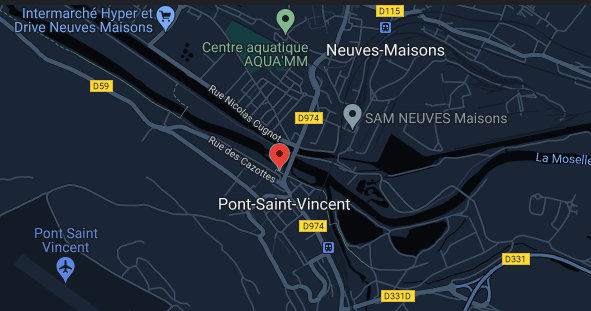 Intermarché Hyper et
Drive Neuves Maisons
D115
Centre aquatique
AQUA'MM
Neuves-Maisons
D59
Rue Nicolas Cugnot
D974
SAM NEUVES Maisons
Rue des Cazottes
La Moselle
Pont-Saint-Vincent
D974
Pont Saint
Vincent
D331
D331D